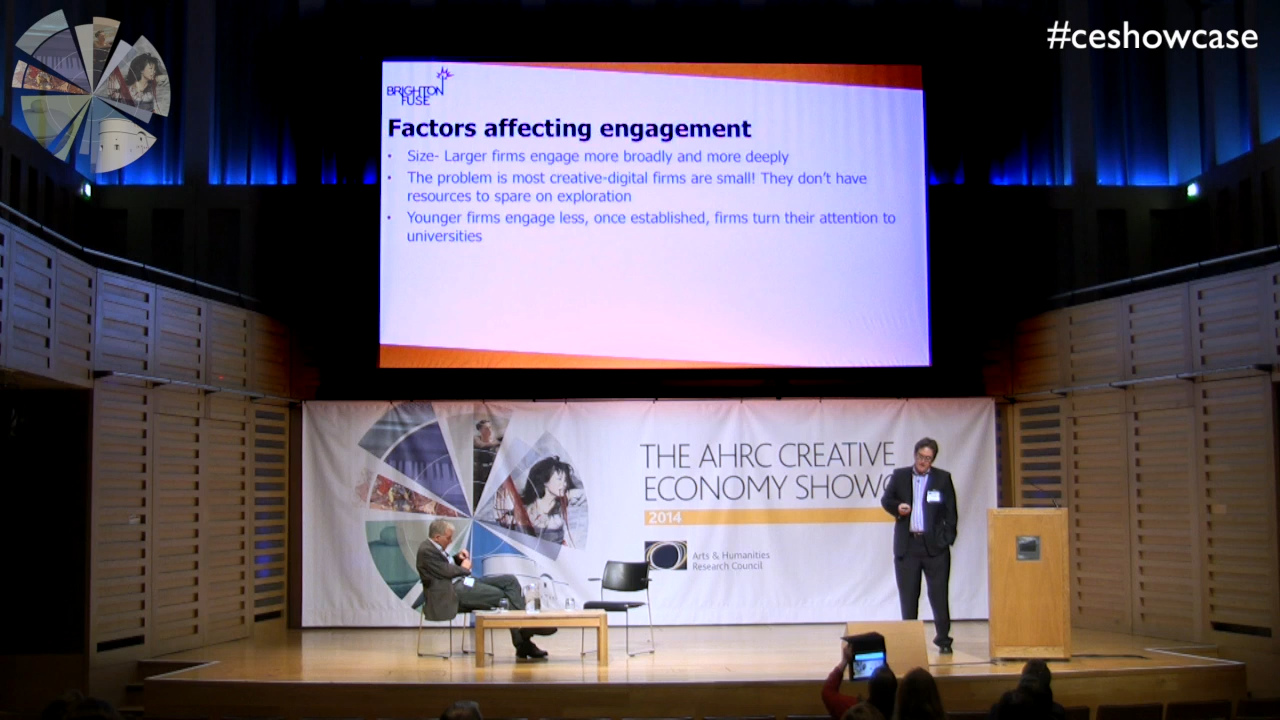 #ceshowcase
BRIGHTON
FUSE
Factors affecting engagement
• Size- Larger firms engage more broadly and more deeply
• The problem is most creative-digital firms are small! They don't have
resources to spare on exploration
• Younger firms engage less, once established, firms turn their attention to
universities
THE AHRC CREATIVE
ECONOMY SHOWC
2014
Arts & Humanities
Research Council